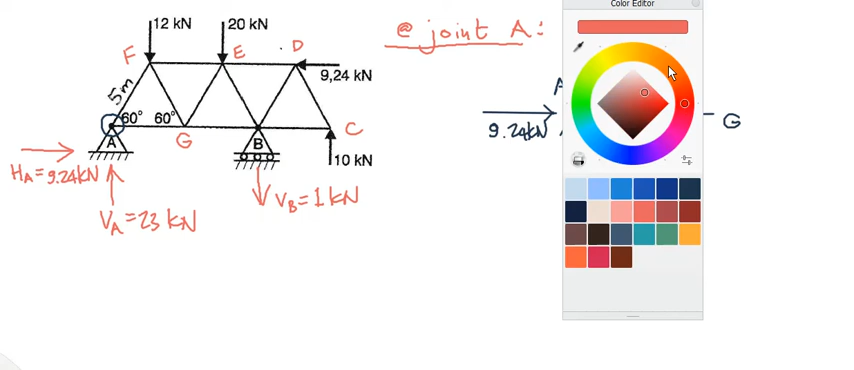 Color Editor
12 kN
20 kN
@ joint A:
F
E
D
9,24 kN
5m
60°
60°
A
G
B
C
10 kN
H_A=9.24kN
V_A=23 kN
V_B=1 kN
A
9.24kN
G